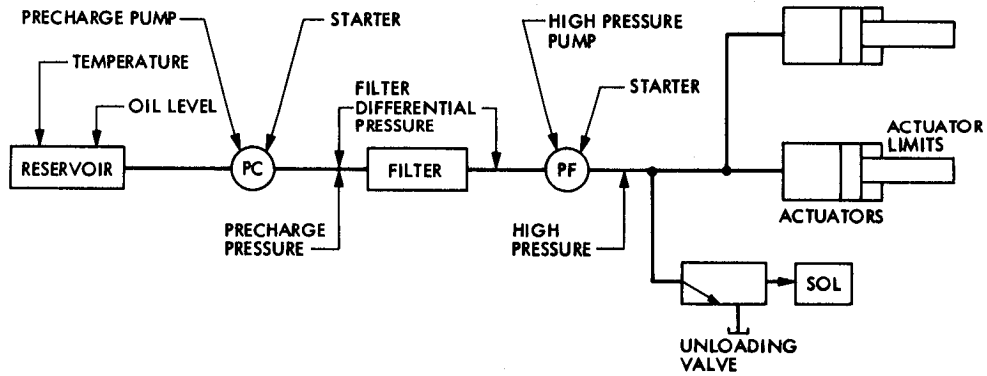 PRECHARGE PUMP
STARTER
TEMPERATURE
OIL LEVEL
RESERVOIR
PC
FILTER
DIFFERENTIAL
PRESSURE
PRECHARGE
PRESSURE
FILTER
HIGH PRESSURE
PUMP
STARTER
PF
HIGH
PRESSURE
ACTUATOR
LIMITS
ACTUATORS
SOL
UNLOADING
VALVE